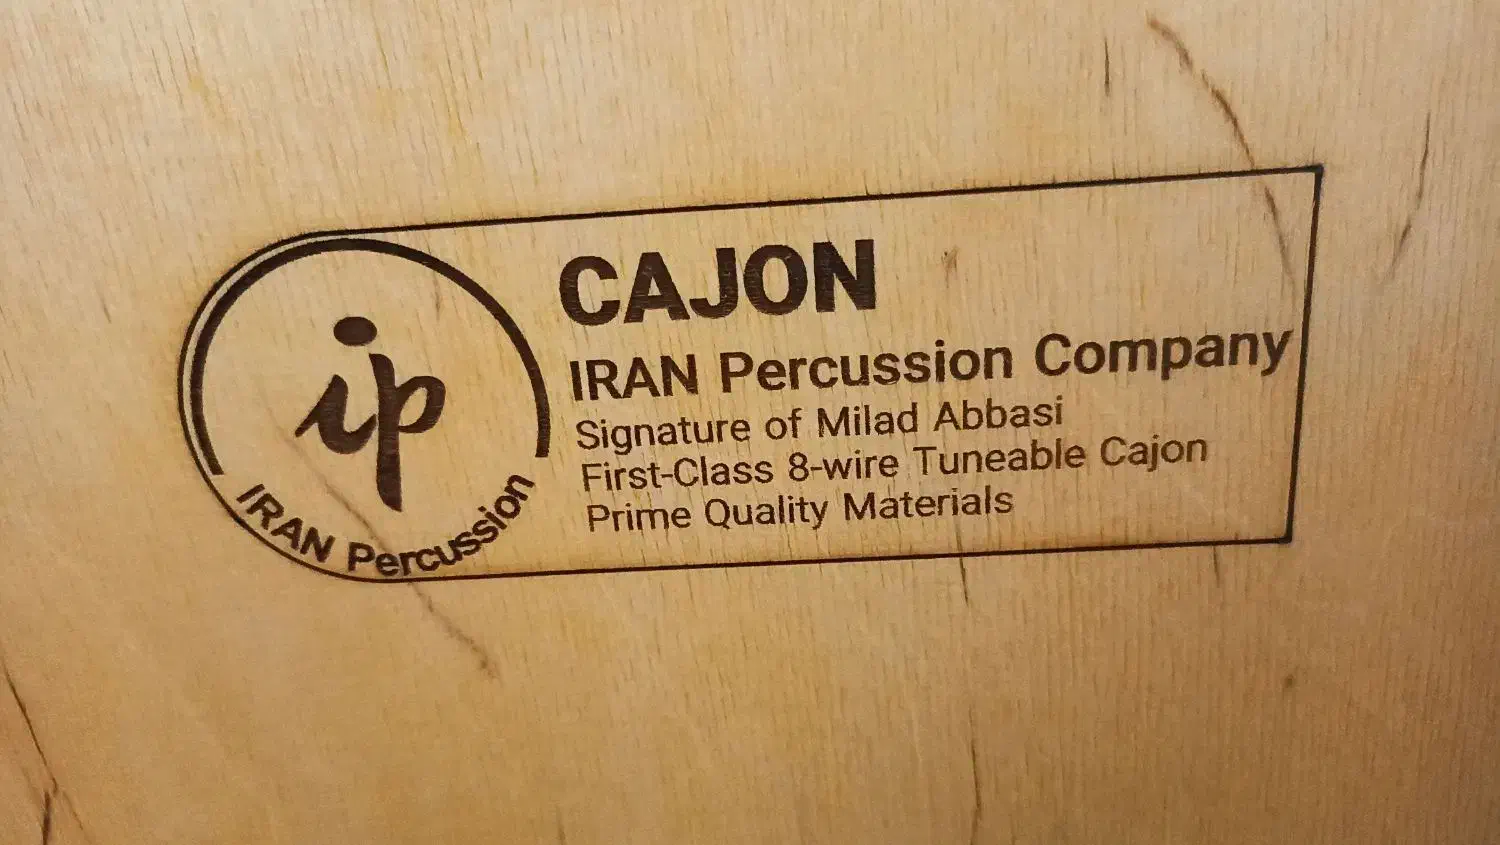 ip
IRAN Percussion
CAJON
IRAN Percussion Company
Signature of Milad Abbasi
First-Class 8-wire Tuneable Cajon
Prime Quality Materials